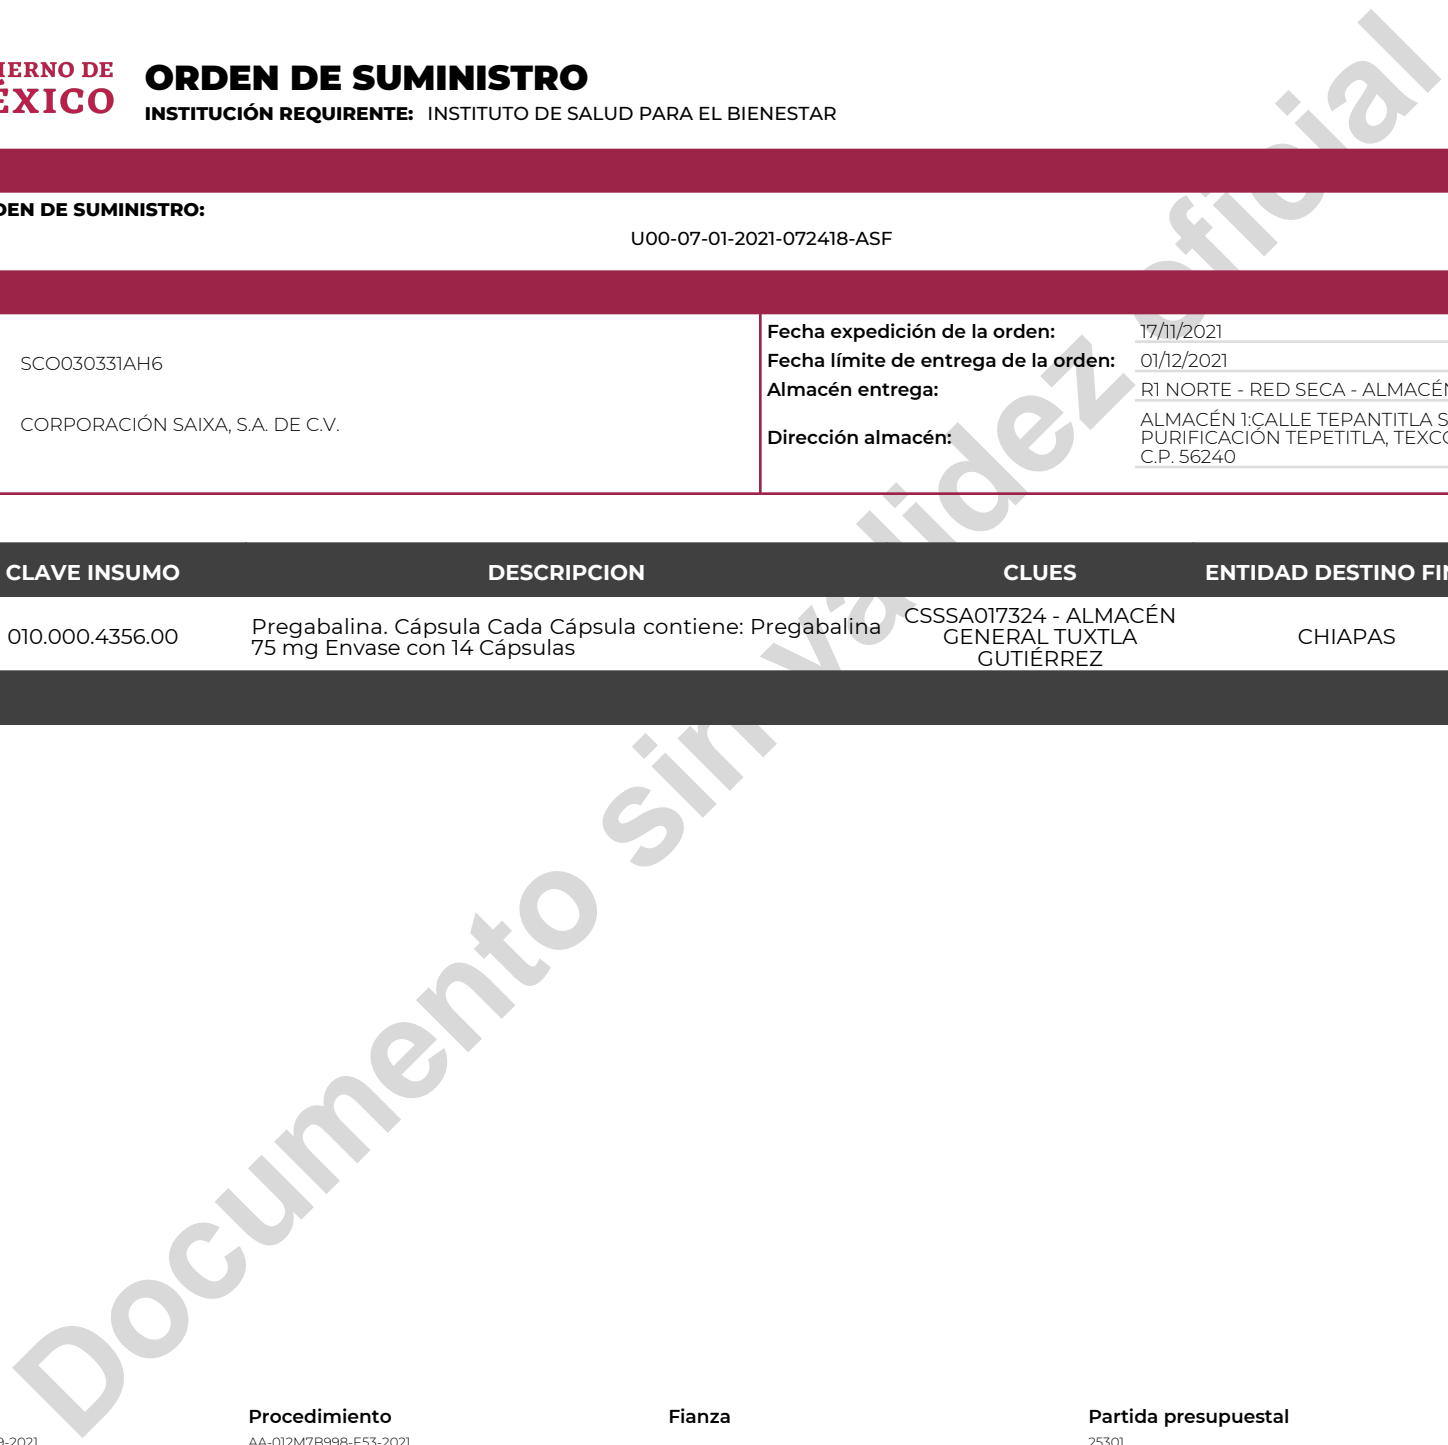 IERNO DE
ÉXICO
ORDEN DE SUMINISTRO
INSTITUCIÓN REQUIRENTE: INSTITUTO DE SALUD PARA EL BIENESTAR
DEN DE SUMINISTRO:
U00-07-01-2021-072418-ASF
SCO030331AH6
CORPORACIÓN SAIXA, S.A. DE C.V.
Fecha expedición de la orden: 17/11/2021
Fecha límite de entrega de la orden: 01/12/2021
Almacén entrega: R1 NORTE - RED SECA - ALMACÉN
Dirección almacén: ALMACÉN 1:CALLE TEPANTITLA S
PURIFICACIÓN TEPETITLA, TEXCO
C.P. 56240
CLAVE INSUMO DESCRIPCION CLUES ENTIDAD DESTINO FIN
010.000.4356.00
Pregabalina. Cápsula Cada Cápsula contiene: Pregabalina
75 mg Envase con 14 Cápsulas
CSSSA017324 - ALMACÉN
GENERAL TUXTLA
GUTIÉRREZ
CHIAPAS
Documento sin validez oficial
Procedimiento Fianza Partida presupuestal
9-2021 AA-012M7B998-E53-2021 25301